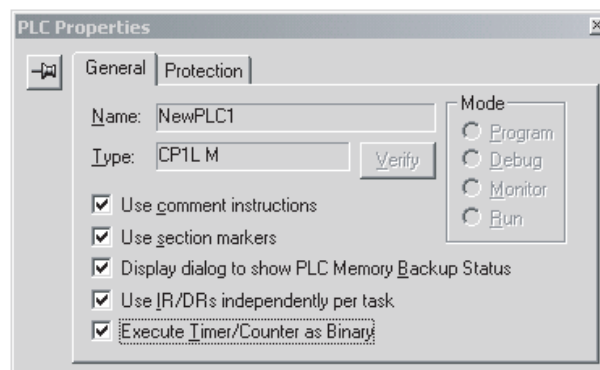 PLC Properties
General Protection
Name: NewPLC1
Type: CP1L M Verify
Mode
Program
Debug
Monitor
Run
Use comment instructions
Use section markers
Display dialog to show PLC Memory Backup Status
Use IR/DRs independently per task
Execute Timer/Counter as Binary